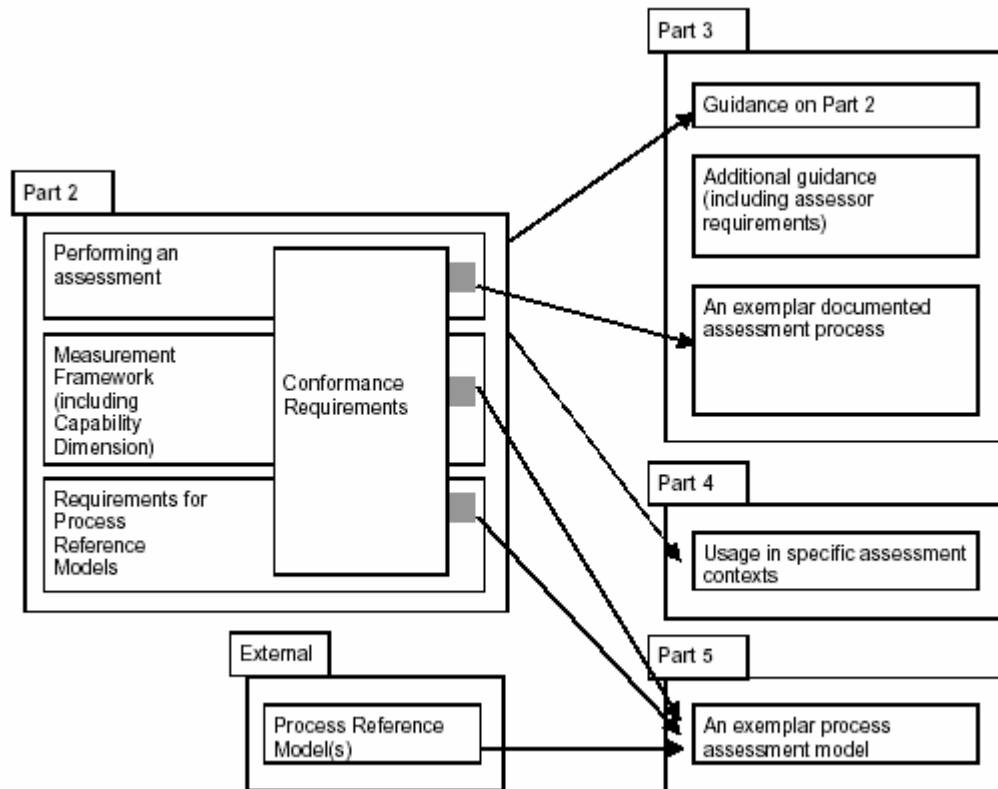 Part 2
Performing an
assessment
Measurement
Framework
(including
Capability
Dimension)
Requirements for
Process
Reference
Models
Conformance
Requirements
External
Process Reference
Model(s)
Part 3
Guidance on Part 2
Additional guidance
(including assessor
requirements)
An exemplar documented
assessment process
Part 4
Usage in specific assessment
contexts
Part 5
An exemplar process
assessment model